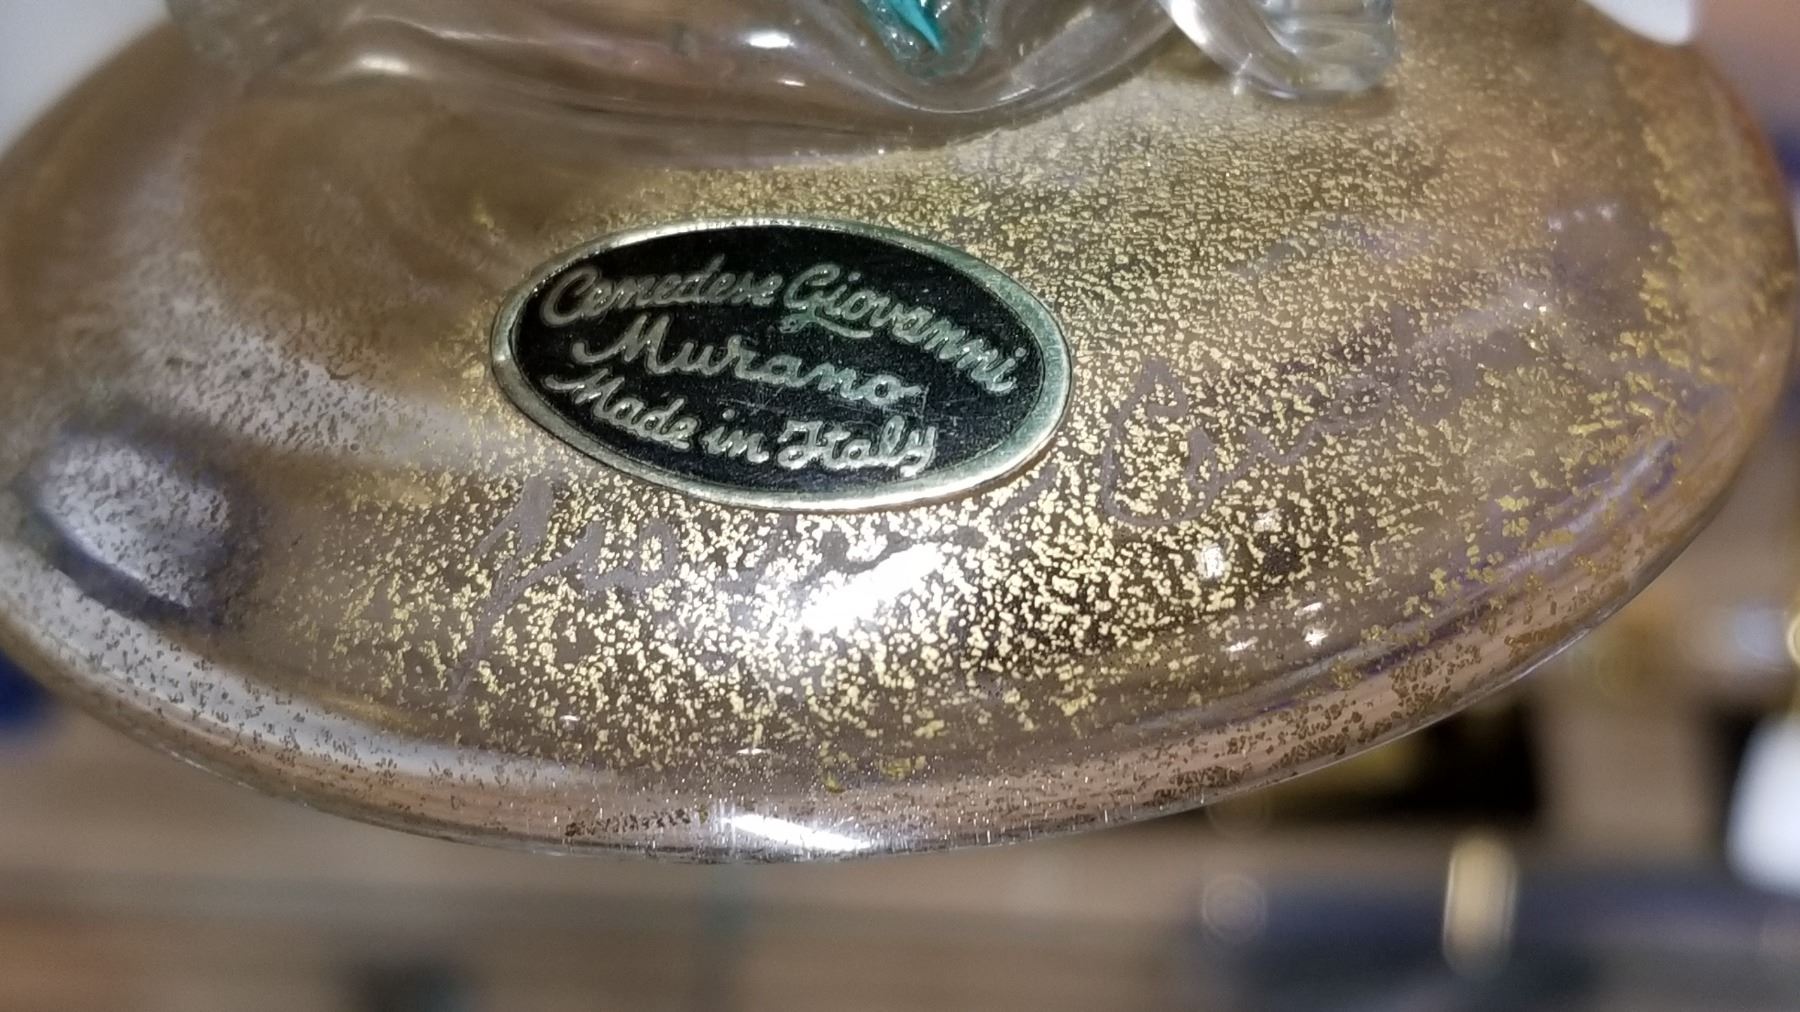 Cenedese Giovanni
Murano
Made in Italy